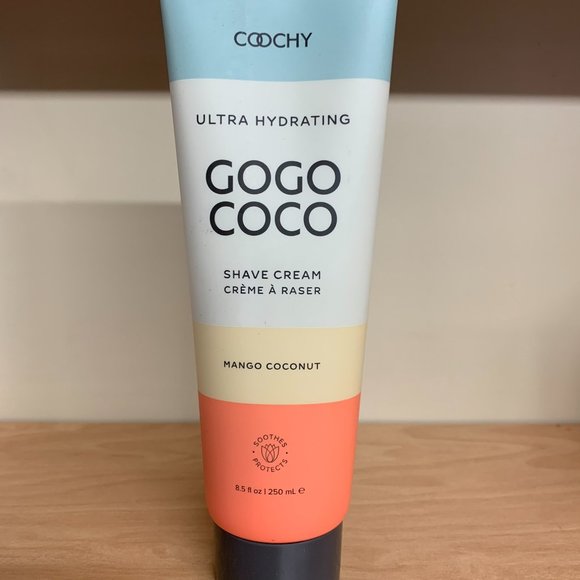 COOCHY
ULTRA HYDRATING
GOGO
COCO
SHAVE CREAM
CRÈME À RASER
MANGO COCONUT
SOOTHES
PROTECTS
8.5 fl oz | 250 mL ℮